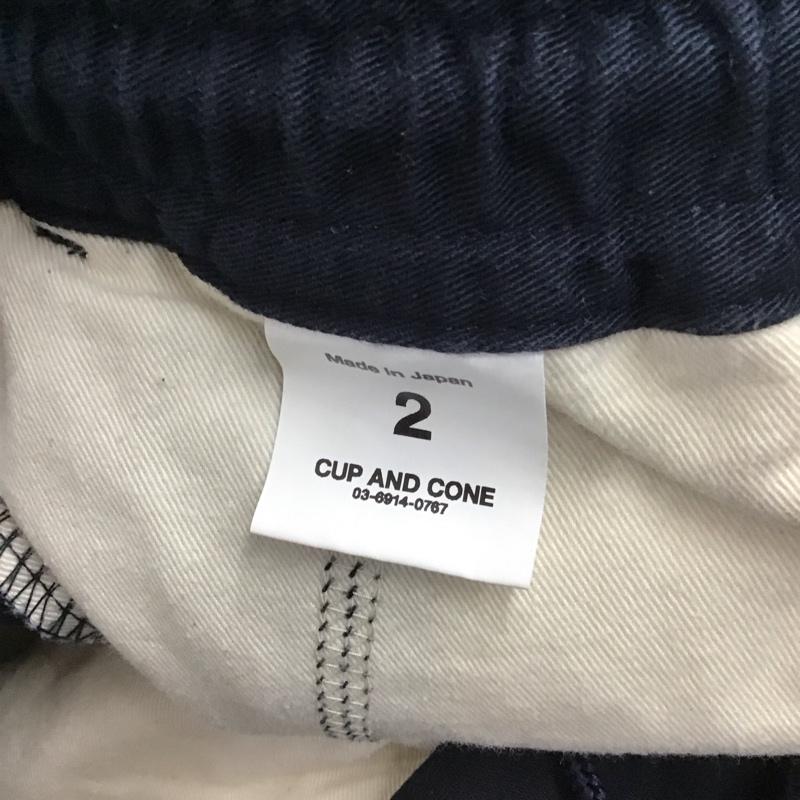 Made in Japan
2
CUP AND CONE
03-6914-0767